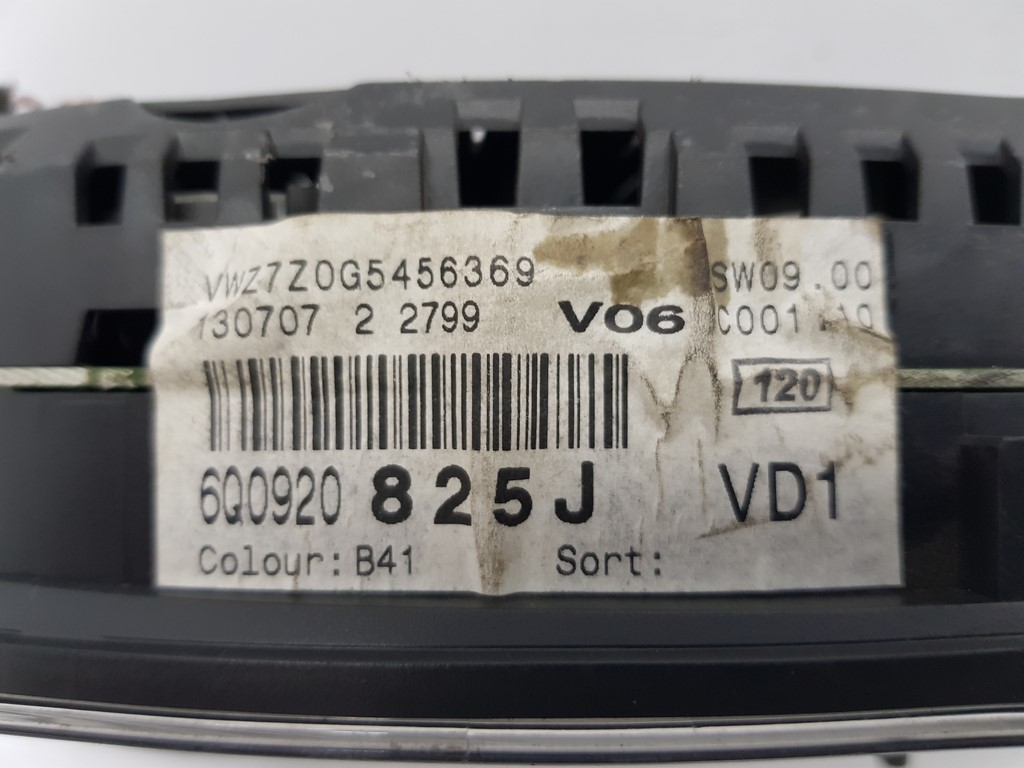 VWZ7Z0G5456369 SW09.00
130707 2 2799 V06
120
6Q0920 825J VD1
Colour: B41 Sort: